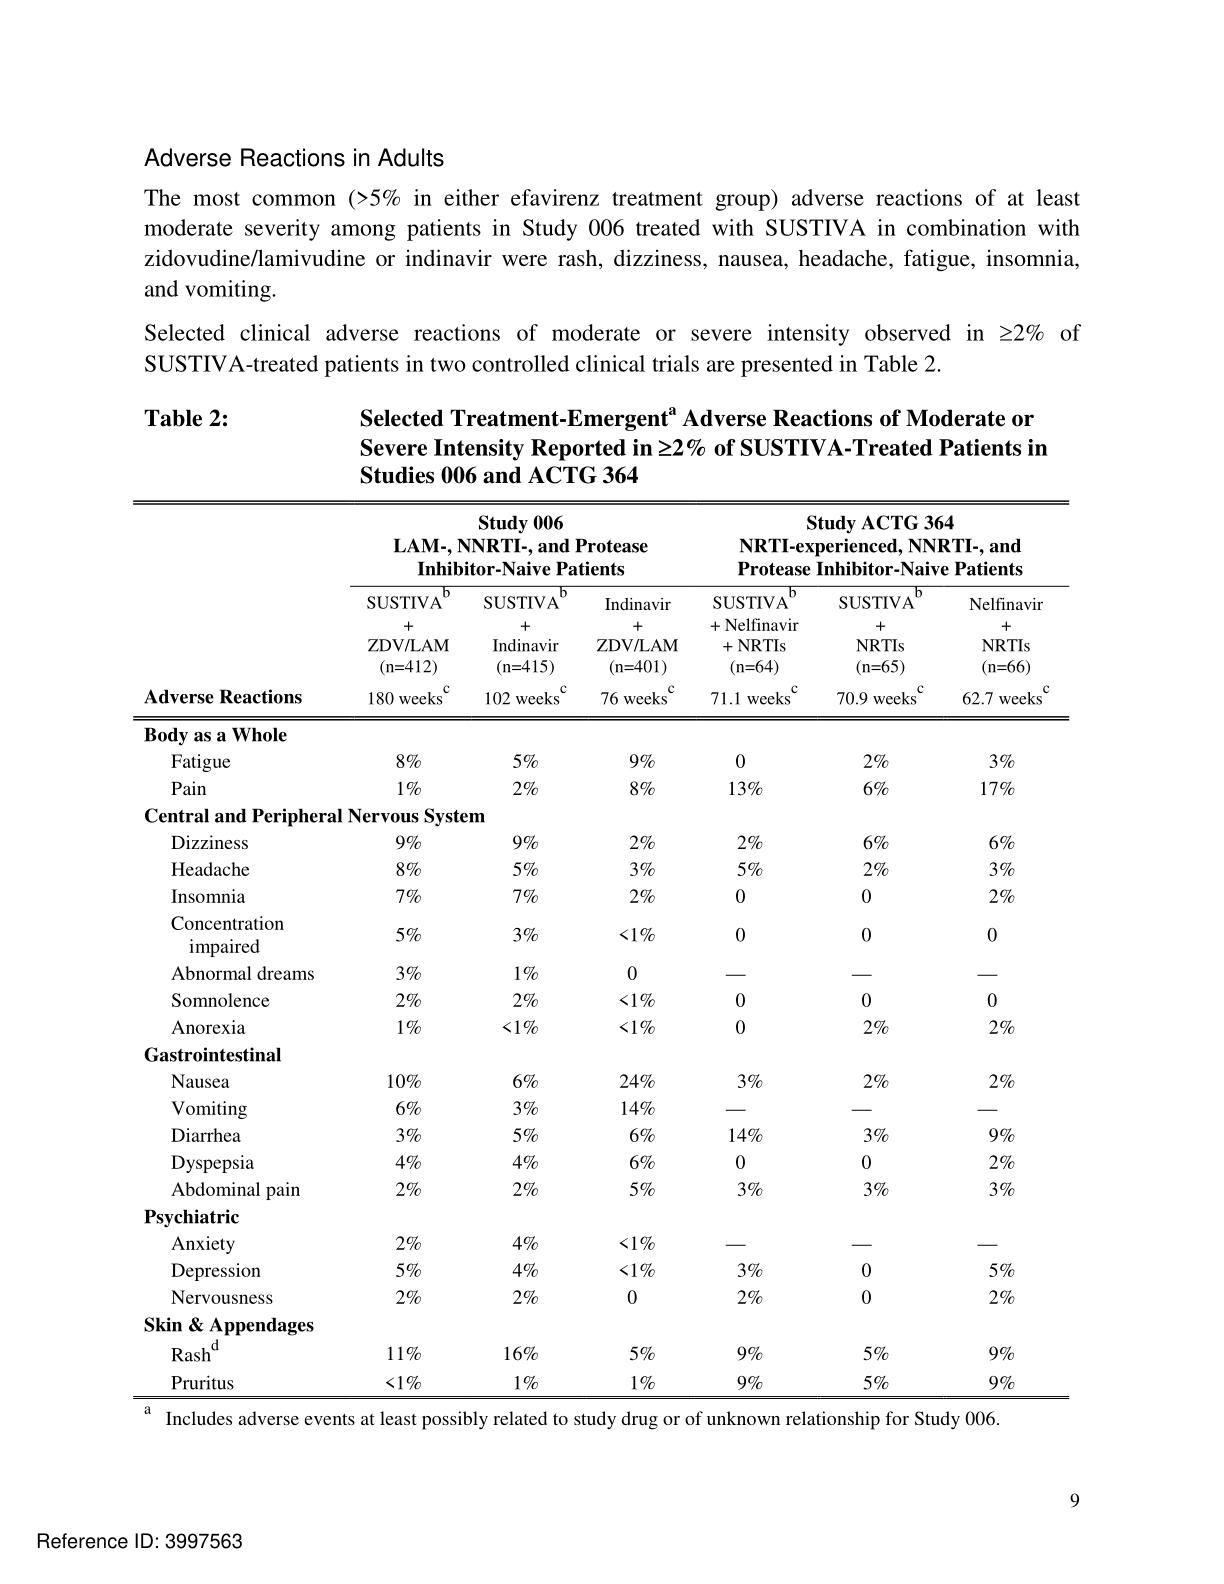 Adverse Reactions in Adults
The most common (>5% in either efavirenz treatment group) adverse reactions of at least
moderate severity among patients in Study 006 treated with SUSTIVA in combination with
zidovudine/lamivudine or indinavir were rash, dizziness, nausea, headache, fatigue, insomnia,
and vomiting.
Selected clinical adverse reactions of moderate or severe intensity observed in ≥2% of
SUSTIVA-treated patients in two controlled clinical trials are presented in Table 2.
Table 2: Selected Treatment-Emergent^a Adverse Reactions of Moderate or
Severe Intensity Reported in ≥2% of SUSTIVA-Treated Patients in
Studies 006 and ACTG 364
Study 006 Study ACTG 364
LAM-, NNRTI-, and Protease NRTI-experienced, NNRTI-, and
Inhibitor-Naive Patients Protease Inhibitor-Naive Patients
SUSTIVA^b SUSTIVA^b Indinavir SUSTIVA^b SUSTIVA^b Nelfinavir
+ + + + Nelfinavir + +
ZDV/LAM Indinavir ZDV/LAM + NRTIs NRTIs NRTIs
(n=412) (n=415) (n=401) (n=64) (n=65) (n=66)
Adverse Reactions 180 weeks^c 102 weeks^c 76 weeks^c 71.1 weeks^c 70.9 weeks^c 62.7 weeks^c
Body as a Whole
Fatigue 8% 5% 9% 0 2% 3%
Pain 1% 2% 8% 13% 6% 17%
Central and Peripheral Nervous System
Dizziness 9% 9% 2% 2% 6% 6%
Headache 8% 5% 3% 5% 2% 3%
Insomnia 7% 7% 2% 0 0 2%
Concentration
impaired 5% 3% <1% 0 0 0
Abnormal dreams 3% 1% 0 — — —
Somnolence 2% 2% <1% 0 0 0
Anorexia 1% <1% <1% 0 2% 2%
Gastrointestinal
Nausea 10% 6% 24% 3% 2% 2%
Vomiting 6% 3% 14% — — —
Diarrhea 3% 5% 6% 14% 3% 9%
Dyspepsia 4% 4% 6% 0 0 2%
Abdominal pain 2% 2% 5% 3% 3% 3%
Psychiatric
Anxiety 2% 4% <1% — — —
Depression 5% 4% <1% 3% 0 5%
Nervousness 2% 2% 0 2% 0 2%
Skin & Appendages
Rash^d 11% 16% 5% 9% 5% 9%
Pruritus <1% 1% 1% 9% 5% 9%
a Includes adverse events at least possibly related to study drug or of unknown relationship for Study 006.
9
Reference ID: 3997563